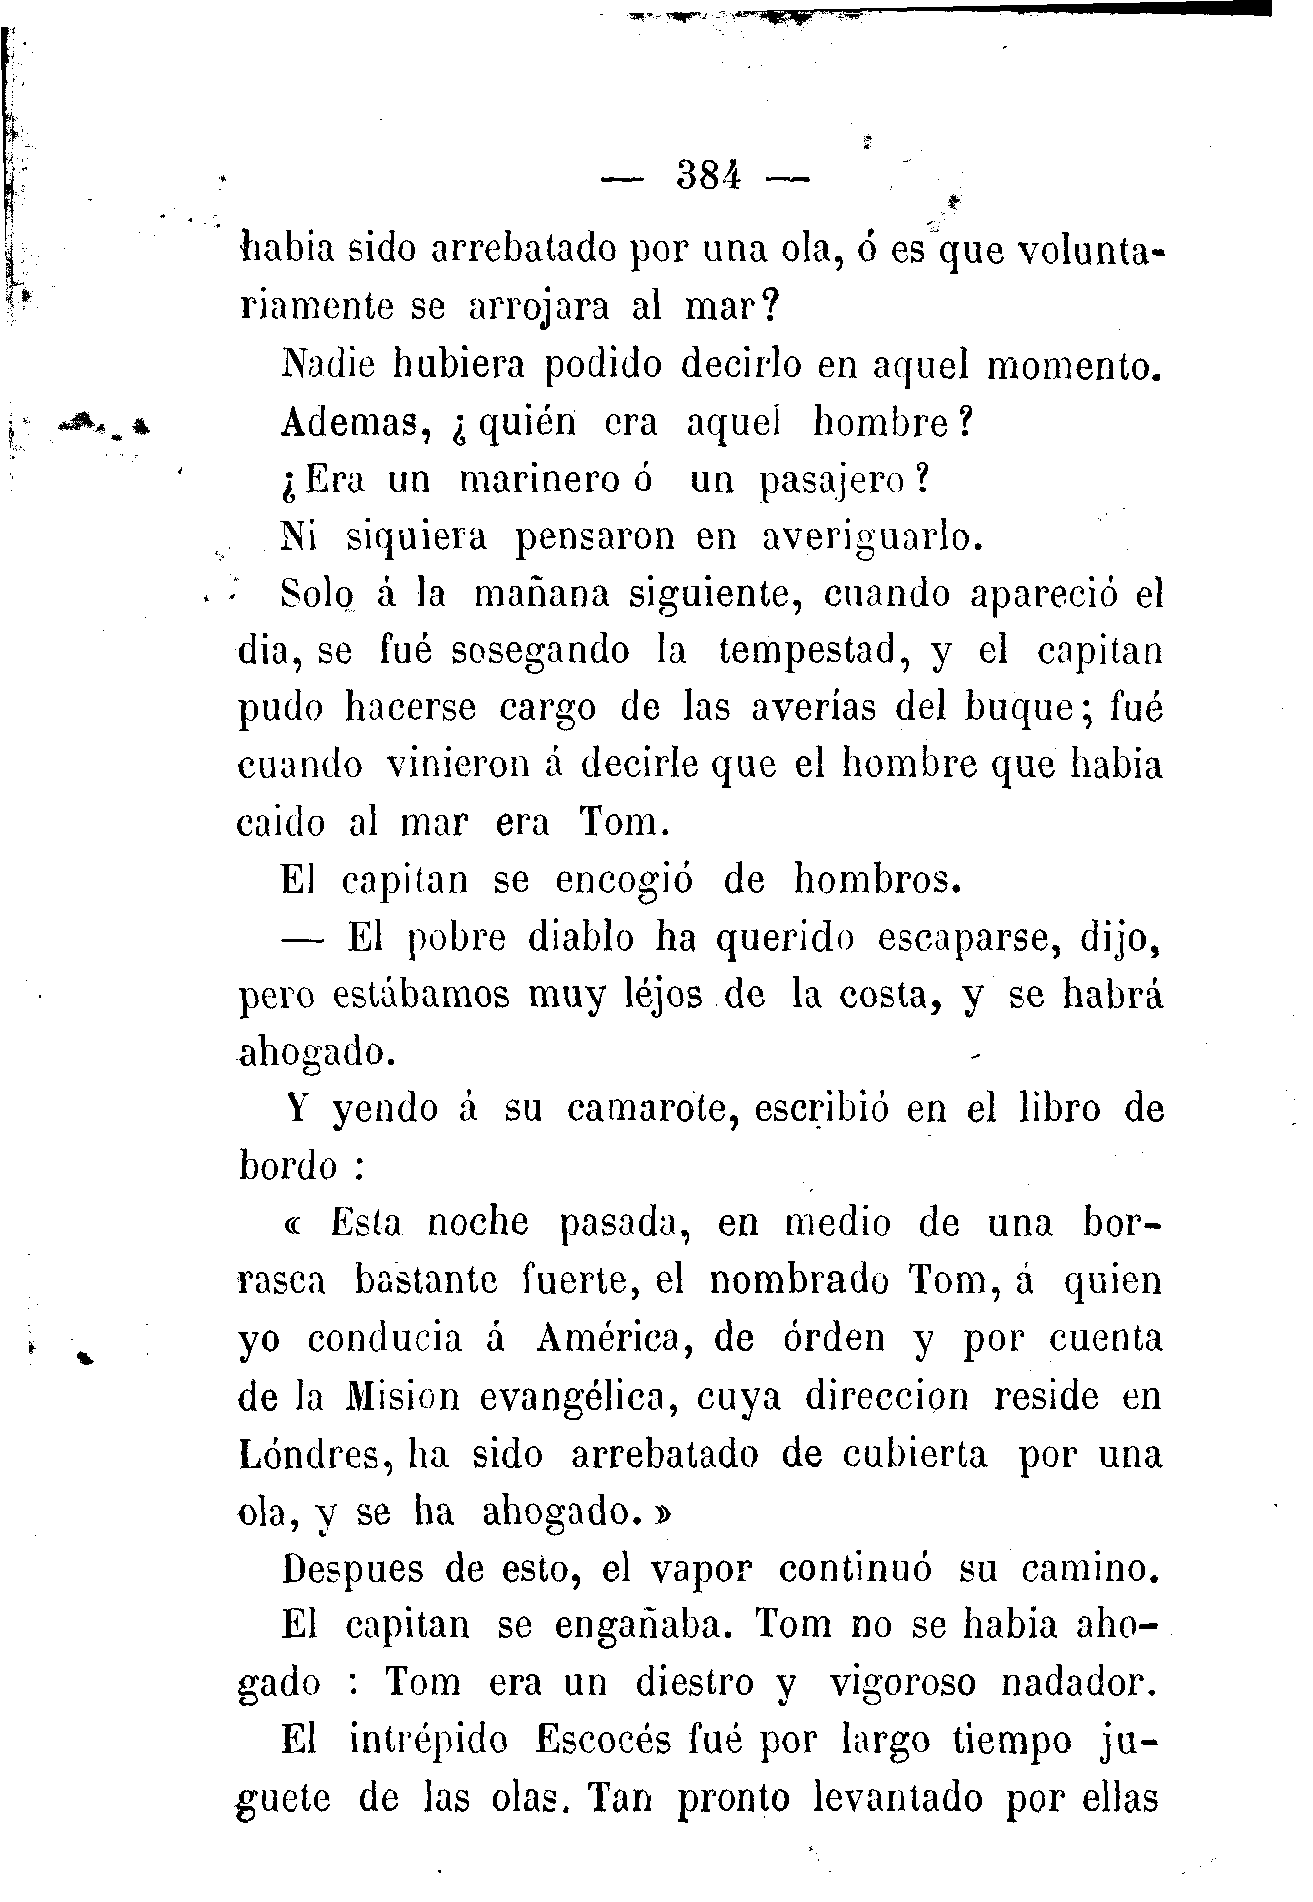 — 384 —
habia sido arrebatado por una ola, ó es que volunta-
riamente se arrojara al mar?
Nadie hubiera podido decirlo en aquel momento.
Ademas, ¿ quién era aquel hombre ?
¿ Era un marinero ó un pasajero ?
Ni siquiera pensaron en averiguarlo.
Solo á la mañana siguiente, cuando apareció el
dia, se fué sosegando la tempestad, y el capitan
pudo hacerse cargo de las averías del buque; fué
cuando vinieron á decirle que el hombre que habia
caido al mar era Tom.
El capitan se encogió de hombros.
— El pobre diablo ha querido escaparse, dijo,
pero estábamos muy léjos de la costa, y se habrá
ahogado.
Y yendo á su camarote, escribió en el libro de
bordo :
« Esta noche pasada, en medio de una bor-
rasca bastante fuerte, el nombrado Tom, á quien
yo conducia á América, de órden y por cuenta
de la Mision evangélica, cuya direccion reside en
Lóndres, ha sido arrebatado de cubierta por una
ola, y se ha ahogado. »
Despues de esto, el vapor continuó su camino.
El capitan se engañaba. Tom no se habia aho-
gado : Tom era un diestro y vigoroso nadador.
El intrépido Escocés fué por largo tiempo ju-
guete de las olas. Tan pronto levantado por ellas